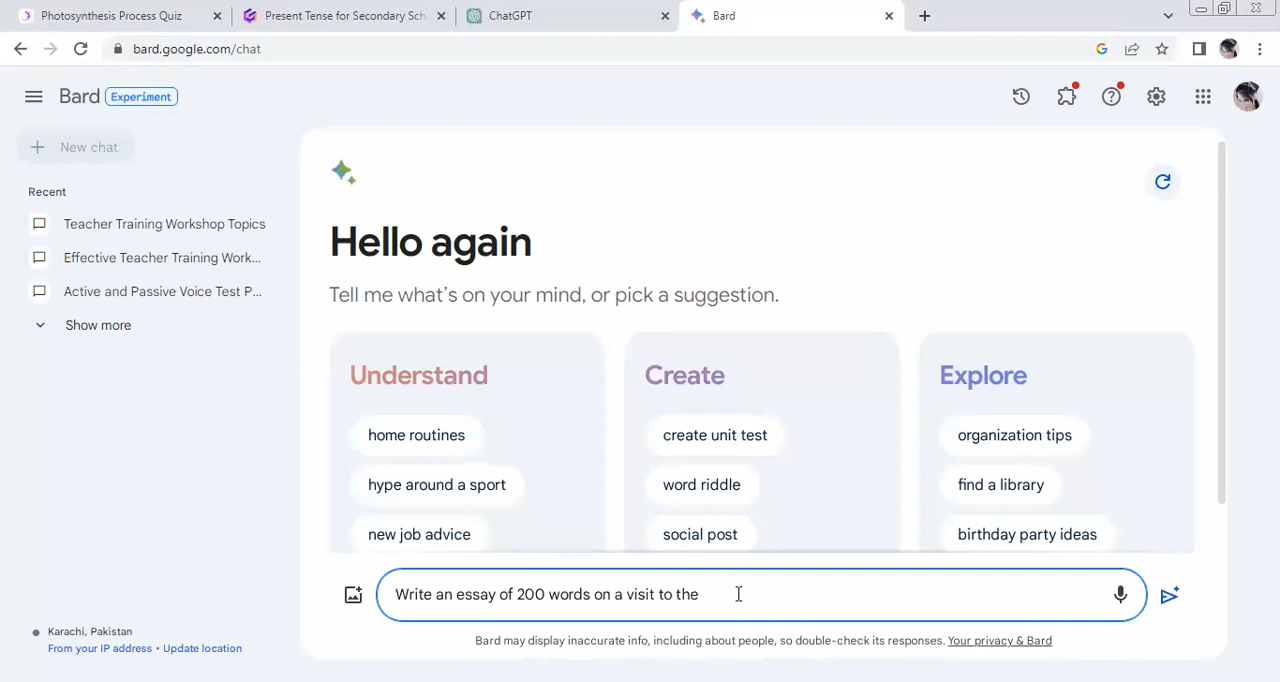 Photosynthesis Process Quiz
Present Tense for Secondary Sch
ChatGPT
Bard
bard.google.com/chat
Bard Experiment
New chat
Recent
Teacher Training Workshop Topics
Effective Teacher Training Work...
Active and Passive Voice Test P...
Show more
Hello again
Tell me what's on your mind, or pick a suggestion.
Understand
home routines
hype around a sport
new job advice
Create
create unit test
word riddle
social post
Explore
organization tips
find a library
birthday party ideas
Write an essay of 200 words on a visit to the
Bard may display inaccurate info, including about people, so double-check its responses. Your privacy & Bard
Karachi, Pakistan
From your IP address • Update location